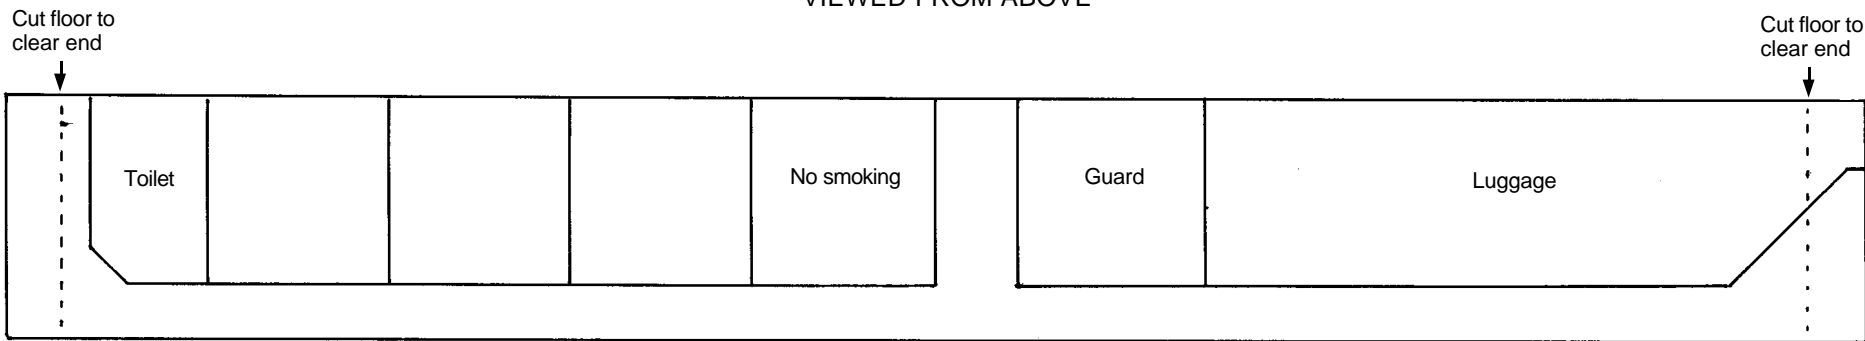 VIEWED FROM ABOVE
Cut floor to
clear end
Cut floor to
clear end
Toilet
No smoking
Guard
Luggage